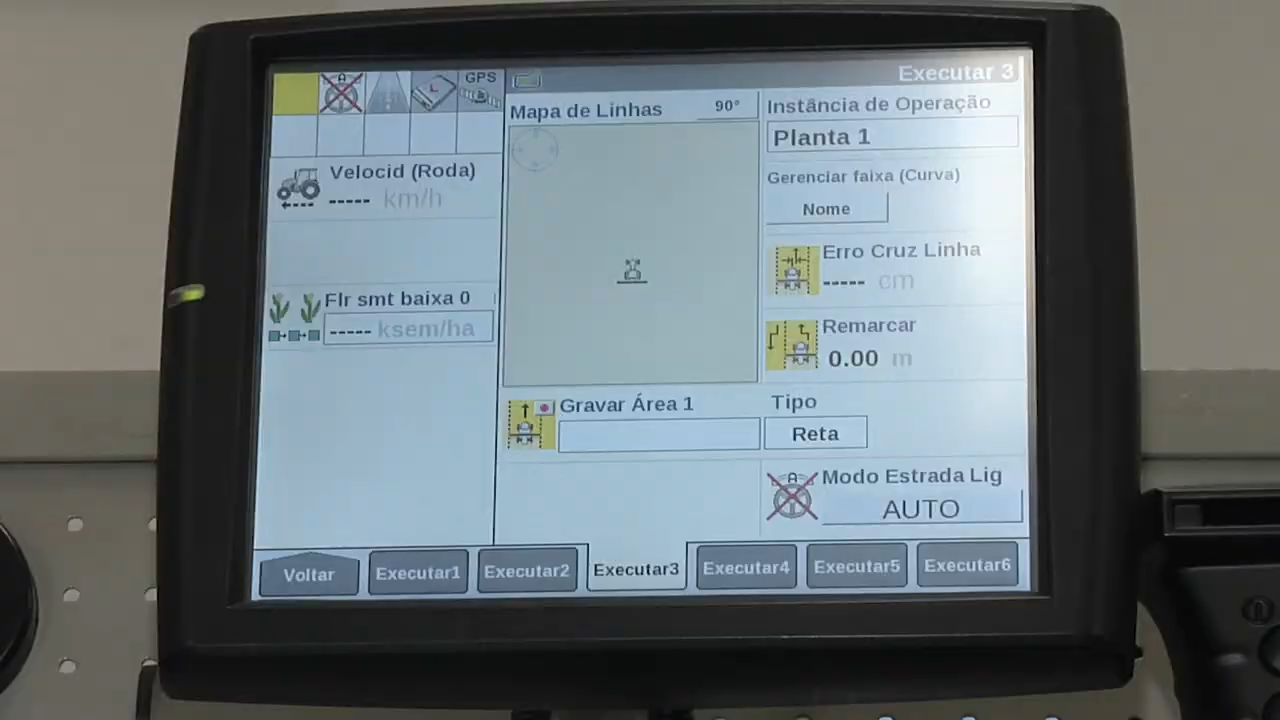 GPS
Executar 3
Velocid (Roda)
----- km/h
Flr smt baixa 0
----- ksem/ha
Mapa de Linhas 90°
Instância de Operação
Planta 1
Gerenciar faixa (Curva)
Nome
Erro Cruz Linha
----- cm
Remarcar
0.00 m
Gravar Área 1
Tipo
Reta
A Modo Estrada Lig
AUTO
Voltar Executar1 Executar2 Executar3 Executar4 Executar5 Executar6